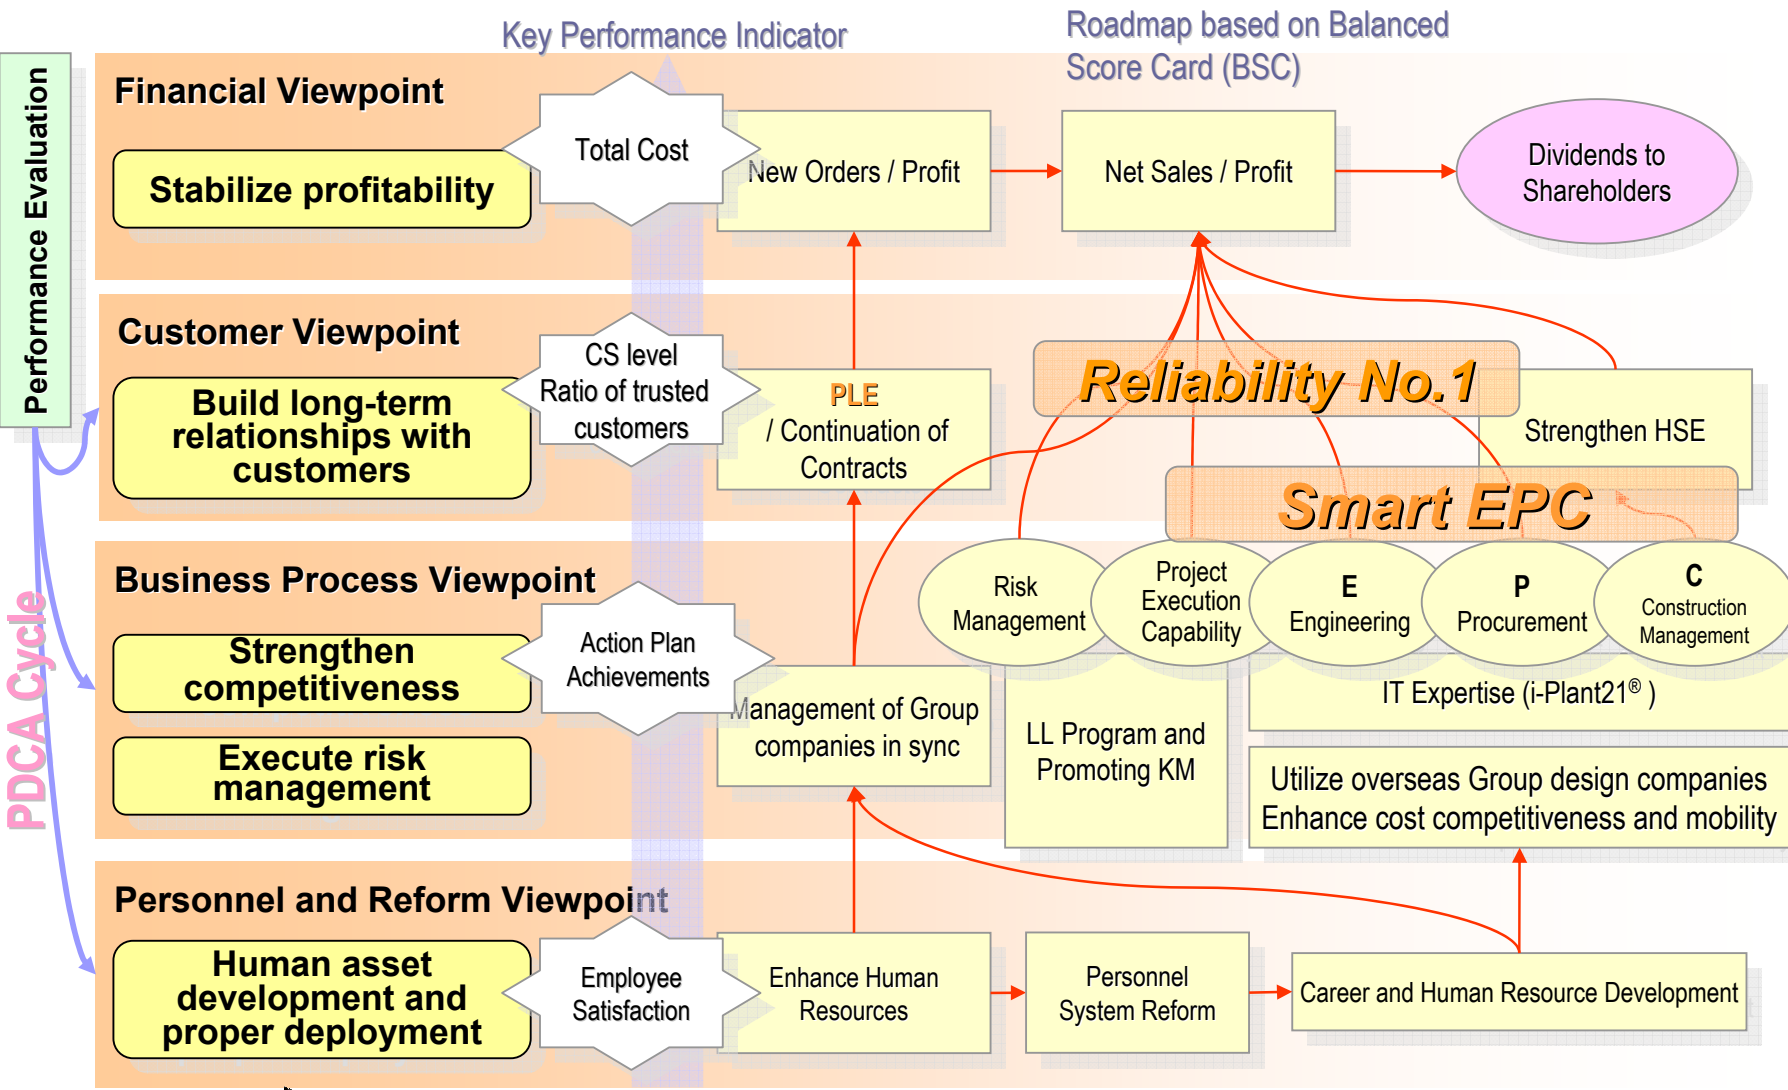 Key Performance Indicator
Roadmap based on Balanced
Score Card (BSC)
Performance Evaluation
PDCA Cycle
Financial Viewpoint
Stabilize profitability
Total Cost
New Orders / Profit
Net Sales / Profit
Dividends to
Shareholders
Customer Viewpoint
Build long-term
relationships with
customers
CS level
Ratio of trusted
customers
PLE
/ Continuation of
Contracts
Reliability No.1
Strengthen HSE
Smart EPC
Business Process Viewpoint
Strengthen
competitiveness
Execute risk
management
Action Plan
Achievements
Management of Group
companies in sync
Risk
Management
Project
Execution
Capability
E
Engineering
P
Procurement
C
Construction
Management
LL Program and
Promoting KM
IT Expertise (i-Plant21® )
Utilize overseas Group design companies
Enhance cost competitiveness and mobility
Personnel and Reform Viewpoint
Human asset
development and
proper deployment
Employee
Satisfaction
Enhance Human
Resources
Personnel
System Reform
Career and Human Resource Development